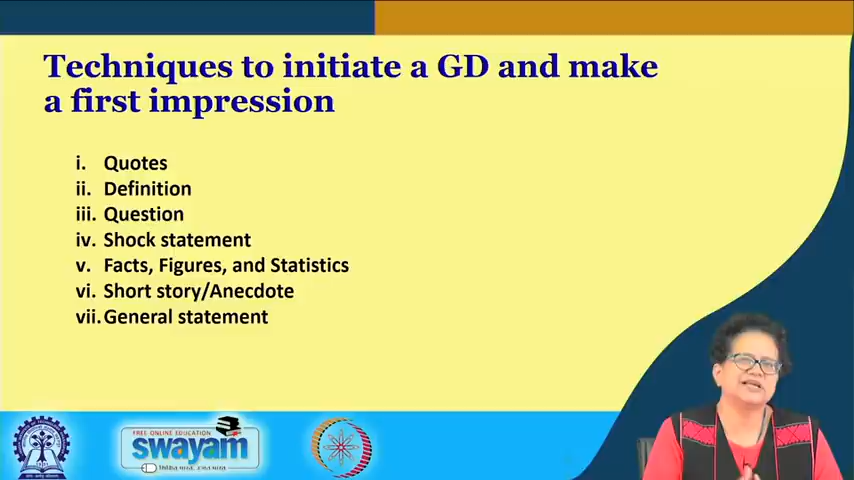 Techniques to initiate a GD and make
a first impression
i. Quotes
ii. Definition
iii. Question
iv. Shock statement
v. Facts, Figures, and Statistics
vi. Short story/Anecdote
vii. General statement
FREE ONLINE EDUCATION
swayam